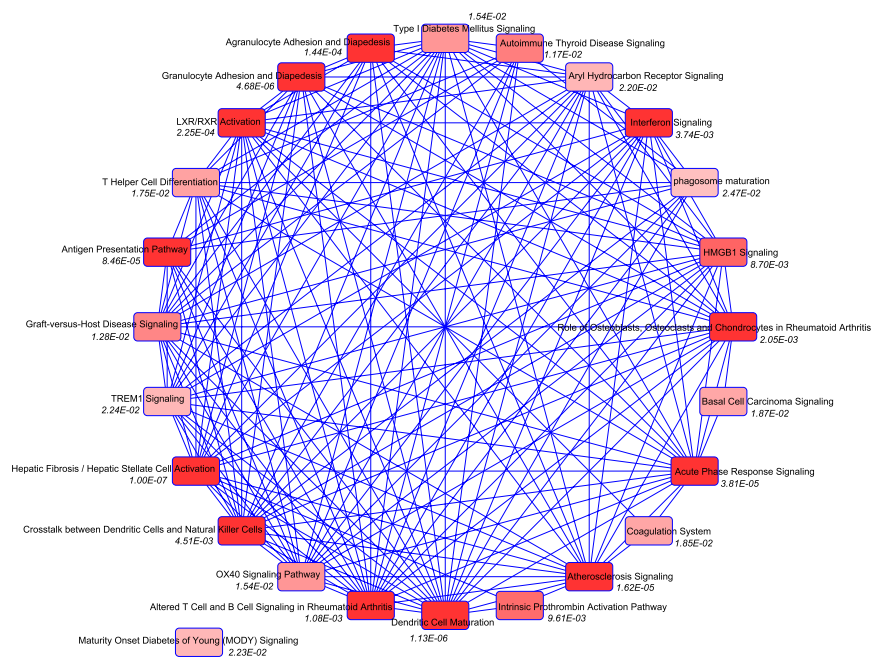 1.54E-02
Type I Diabetes Mellitus Signaling
Agranulocyte Adhesion and Diapedesis
1.44E-04
Autoimmune Thyroid Disease Signaling
1.17E-02
Granulocyte Adhesion and Diapedesis
4.68E-06
Aryl Hydrocarbon Receptor Signaling
2.20E-02
LXR/RXR Activation
2.25E-04
Interferon Signaling
3.74E-03
T Helper Cell Differentiation
1.75E-02
phagosome maturation
2.47E-02
Antigen Presentation Pathway
8.46E-05
HMGB1 Signaling
8.70E-03
Graft-versus-Host Disease Signaling
1.28E-02
Role of Osteoblasts, Osteoclasts and Chondrocytes in Rheumatoid Arthritis
2.05E-03
TREM1 Signaling
2.24E-02
Basal Cell Carcinoma Signaling
1.87E-02
Hepatic Fibrosis / Hepatic Stellate Cell Activation
1.00E-07
Acute Phase Response Signaling
3.81E-05
Crosstalk between Dendritic Cells and Natural Killer Cells
4.51E-03
Coagulation System
1.85E-02
OX40 Signaling Pathway
1.54E-02
Atherosclerosis Signaling
1.62E-05
Altered T Cell and B Cell Signaling in Rheumatoid Arthritis
1.08E-03
Intrinsic Prothrombin Activation Pathway
9.61E-03
Dendritic Cell Maturation
1.13E-06
Maturity Onset Diabetes of Young (MODY) Signaling
2.23E-02